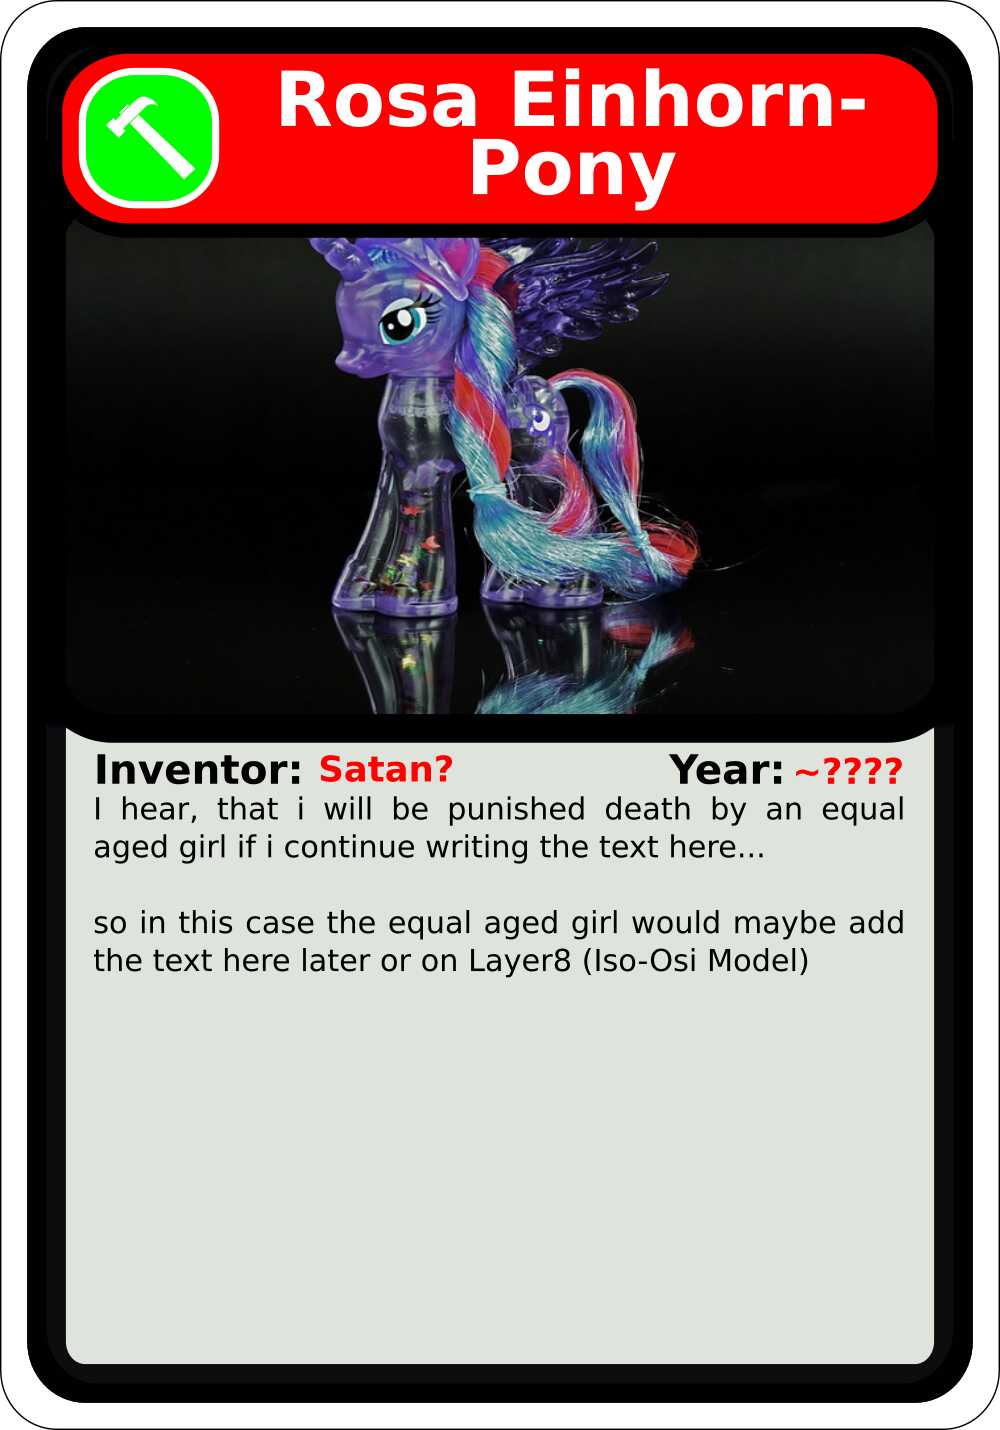 Rosa Einhorn-
Pony
Inventor: Satan? Year: ~????
I hear, that i will be punished death by an equal
aged girl if i continue writing the text here...
so in this case the equal aged girl would maybe add
the text here later or on Layer8 (Iso-Osi Model)